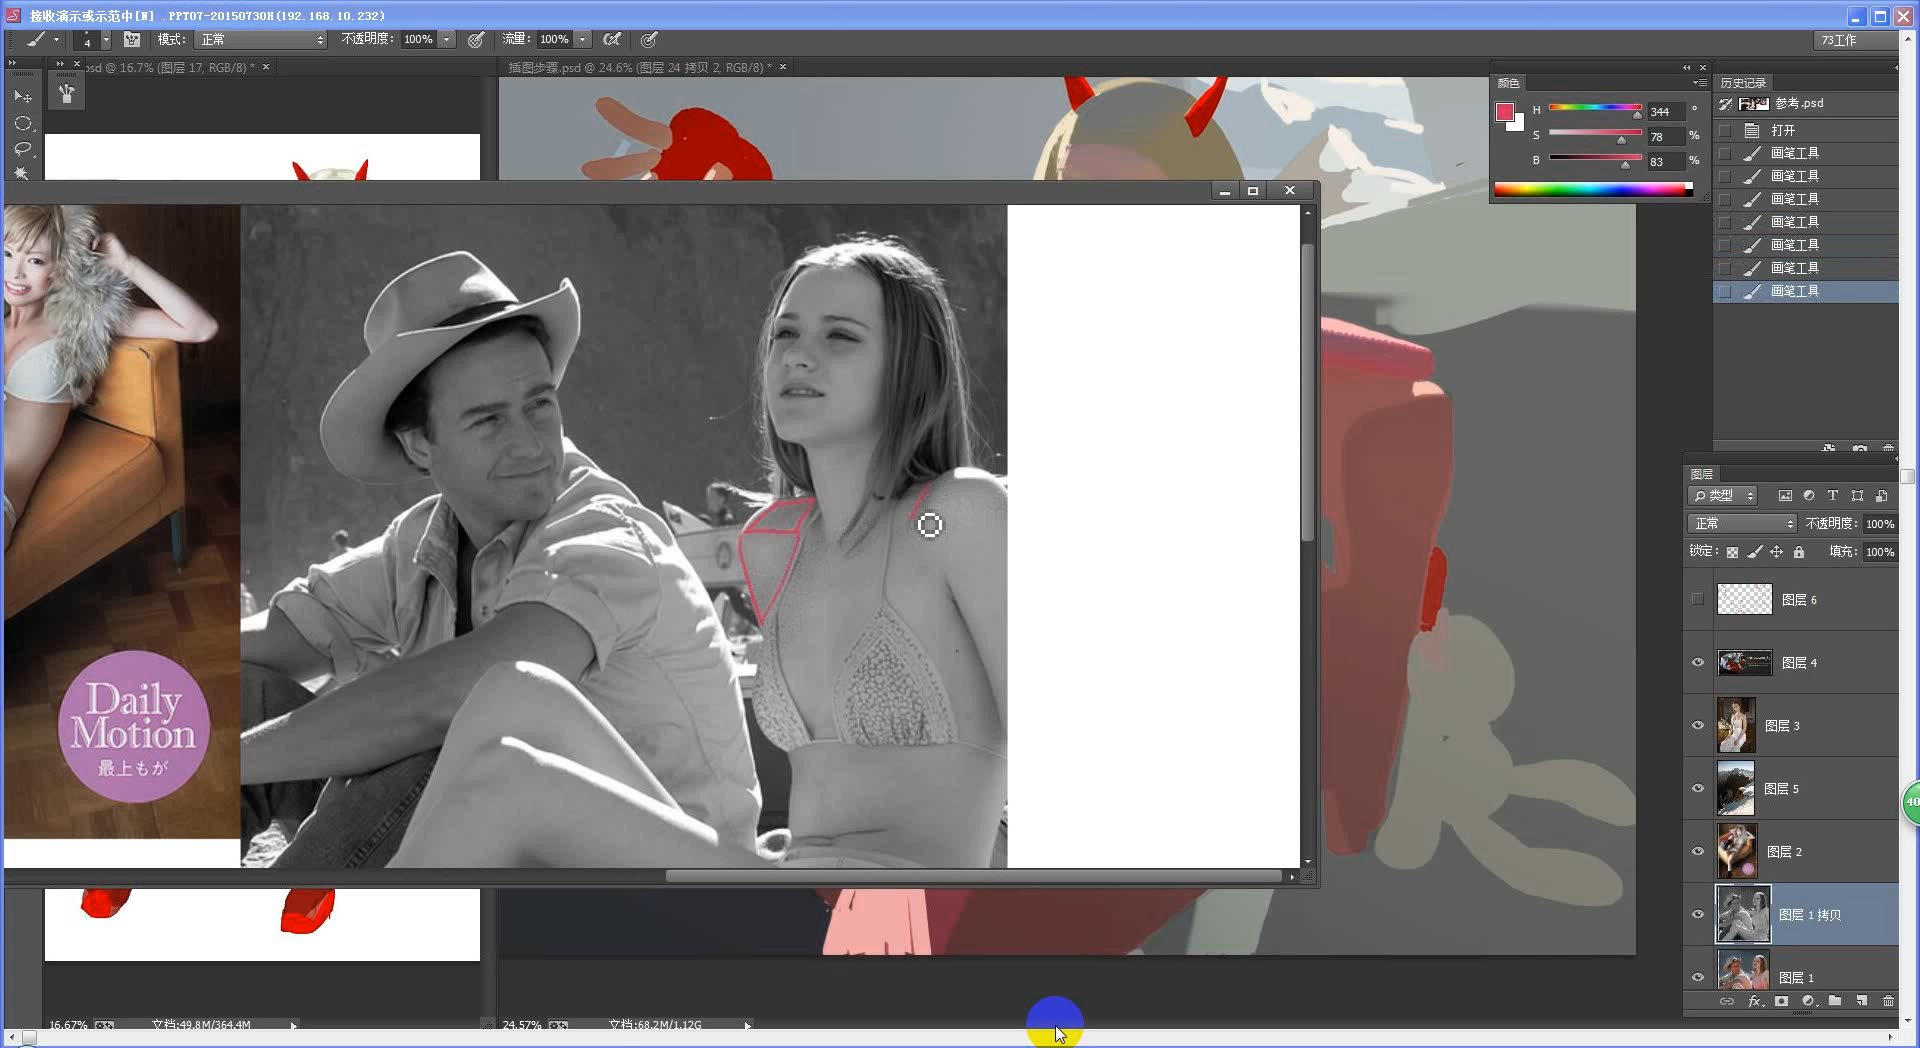 接收演示或示范中[N] .PPT07-20150730H(192.168.10.232)
4
模式: 正常
不透明度: 100%
流量: 100%
73工作
psd @ 16.7% (图层 17, RGB/8) * ×
插图步骤.psd @ 24.6% (图层 24 拷贝 2, RGB/8) * ×
颜色
H 344 °
S 78 %
B 83 %
历史记录
参考.psd
打开
画笔工具
画笔工具
画笔工具
画笔工具
画笔工具
画笔工具
画笔工具
Daily
Motion
最上もが
图层
类型
正常
不透明度: 100%
锁定:
填充: 100%
图层 6
图层 4
图层 3
图层 5
图层 2
图层 1 拷贝
图层 1
fx
40
16.67%
文档:49.8M/364.4M
24.57%
文档:68.2M/1.12G